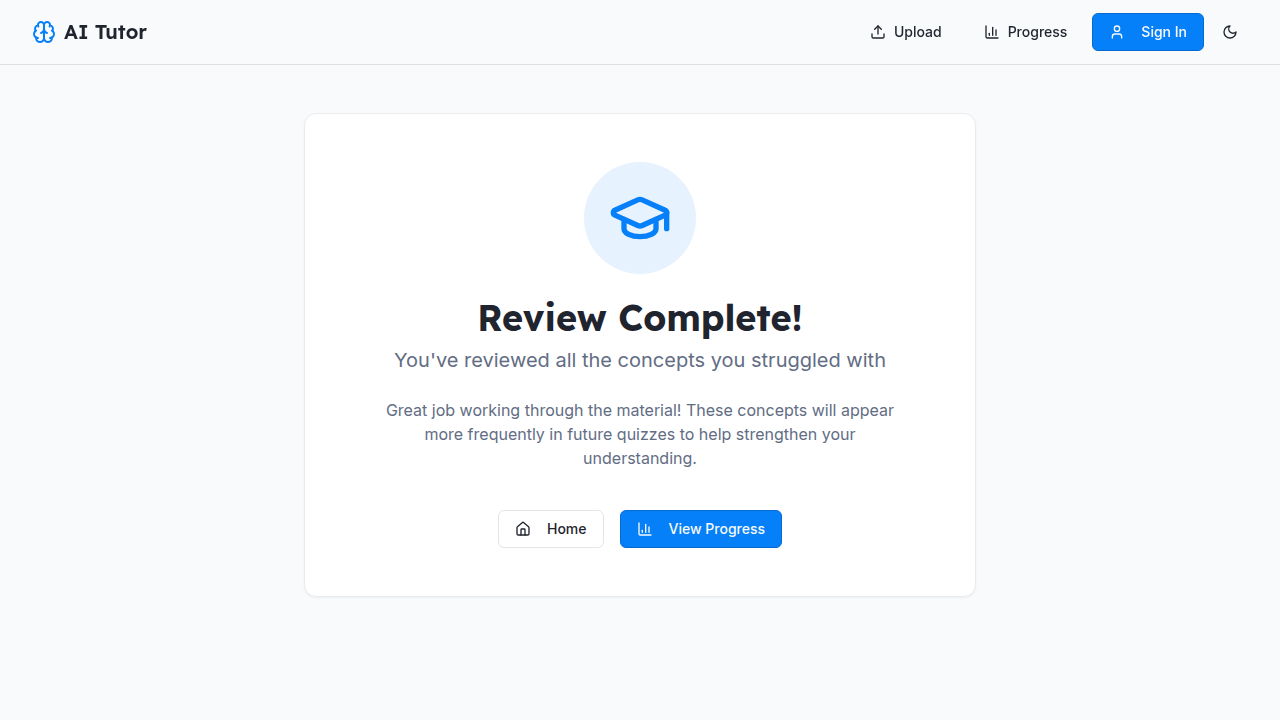 AI Tutor
Upload
Progress
Sign In
Review Complete!
You've reviewed all the concepts you struggled with
Great job working through the material! These concepts will appear
more frequently in future quizzes to help strengthen your
understanding.
Home
View Progress